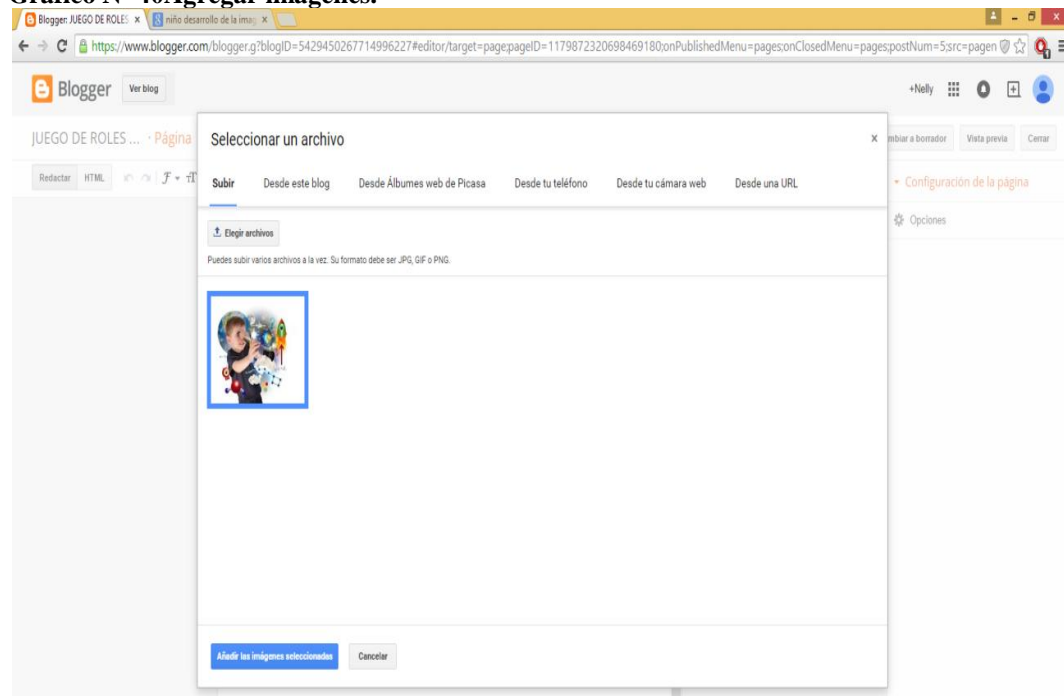 Gráfico Nº 40Agregar imágenes.
Blogger: JUEGO DE ROLES × niño desarrollo de la imag ×
https://www.blogger.com/blogger.g?blogID=5429450267714996227#editor/target=page;pageID=1179872320698469180;onPublishedMenu=pages;onClosedMenu=pages;postNum=5;src=pagen
Blogger Ver blog +Nelly
JUEGO DE ROLES ... · Página Seleccionar un archivo × mbiar a borrador Vista previa Cerrar
Redactar HTML Subir Desde este blog Desde Álbumes web de Picasa Desde tu teléfono Desde tu cámara web Desde una URL Configuración de la página
Elegir archivos Opciones
Puedes subir varios archivos a la vez. Su formato debe ser JPG, GIF o PNG.
Añadir las imágenes seleccionadas Cancelar